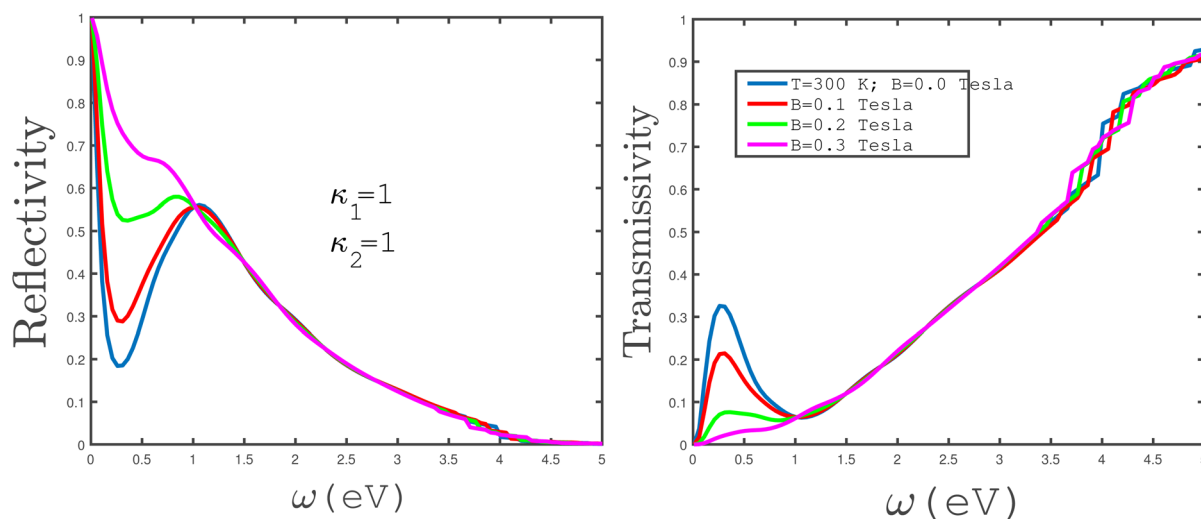 Reflectivity
1
0.9
0.8
0.7
0.6
0.5
0.4
0.3
0.2
0.1
0
κ₁=1
κ₂=1
0 0.5 1 1.5 2 2.5 3 3.5 4 4.5 5
ω(eV)
Transmissivity
1
0.9
0.8
0.7
0.6
0.5
0.4
0.3
0.2
0.1
0
T=300 K; B=0.0 Tesla
B=0.1 Tesla
B=0.2 Tesla
B=0.3 Tesla
0 0.5 1 1.5 2 2.5 3 3.5 4 4.5 5
ω(eV)